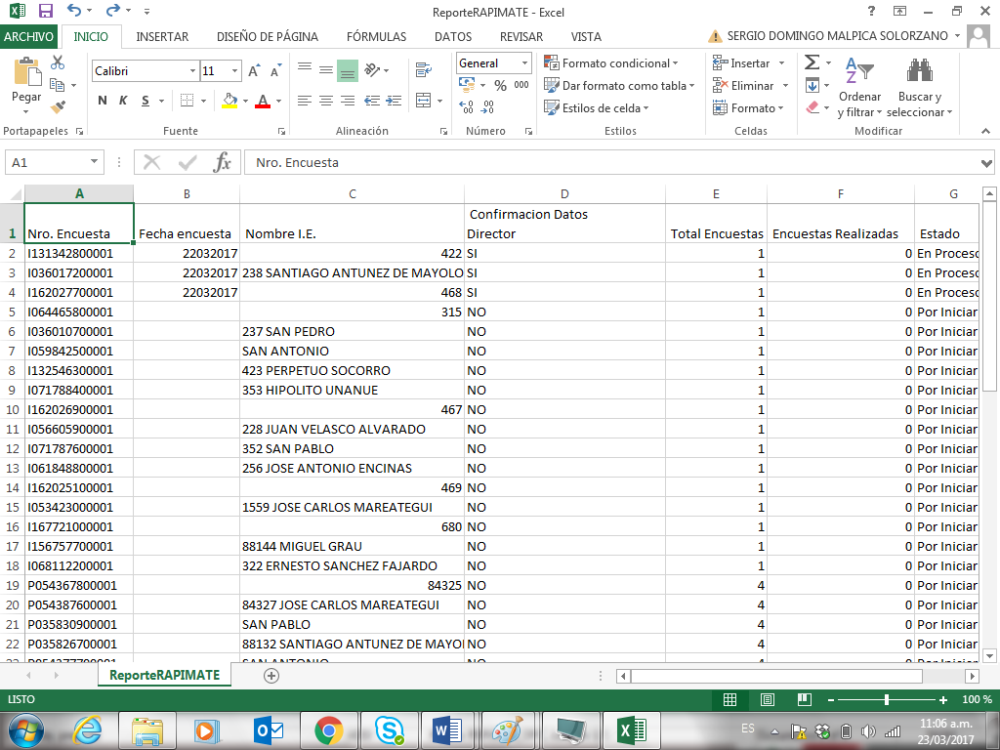 ReporteRAPIMATE - Excel
ARCHIVO INICIO INSERTAR DISEÑO DE PÁGINA FÓRMULAS DATOS REVISAR VISTA SERGIO DOMINGO MALPICA SOLORZANO
Pegar
Calibri 11
N K S
General
% 000
Formato condicional
Dar formato como tabla
Estilos de celda
Insertar
Eliminar
Formato
Ordenar y filtrar
Buscar y seleccionar
Portapapeles Fuente Alineación Número Estilos Celdas Modificar
A1 fx Nro. Encuesta
A B C D E F G
1 Nro. Encuesta Fecha encuesta Nombre I.E. Confirmacion Datos Director Total Encuestas Encuestas Realizadas Estado
2 I131342800001 22032017 422 SI 1 0 En Proceso
3 I036017200001 22032017 238 SANTIAGO ANTUNEZ DE MAYOLO SI 1 0 En Proceso
4 I162027700001 22032017 468 SI 1 0 En Proceso
5 I064465800001 315 NO 1 0 Por Iniciar
6 I036010700001 237 SAN PEDRO NO 1 0 Por Iniciar
7 I059842500001 SAN ANTONIO NO 1 0 Por Iniciar
8 I132546300001 423 PERPETUO SOCORRO NO 1 0 Por Iniciar
9 I071788400001 353 HIPOLITO UNANUE NO 1 0 Por Iniciar
10 I162026900001 467 NO 1 0 Por Iniciar
11 I056605900001 228 JUAN VELASCO ALVARADO NO 1 0 Por Iniciar
12 I071787600001 352 SAN PABLO NO 1 0 Por Iniciar
13 I061848800001 256 JOSE ANTONIO ENCINAS NO 1 0 Por Iniciar
14 I162025100001 469 NO 1 0 Por Iniciar
15 I053423000001 1559 JOSE CARLOS MAREATEGUI NO 1 0 Por Iniciar
16 I167721000001 680 NO 1 0 Por Iniciar
17 I156757700001 88144 MIGUEL GRAU NO 1 0 Por Iniciar
18 I068112200001 322 ERNESTO SANCHEZ FAJARDO NO 1 0 Por Iniciar
19 P054367800001 84325 NO 4 0 Por Iniciar
20 P054387600001 84327 JOSE CARLOS MAREATEGUI NO 4 0 Por Iniciar
21 P035830900001 SAN PABLO NO 4 0 Por Iniciar
22 P035826700001 88132 SANTIAGO ANTUNEZ DE MAYOL NO 4 0 Por Iniciar
ReporteRAPIMATE
LISTO 100 %
ES 11:06 a.m.
23/03/2017